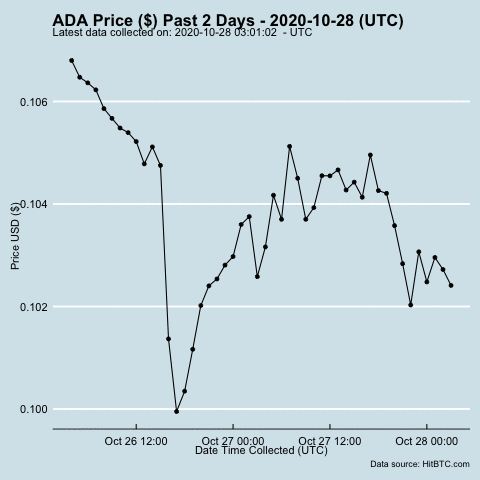 ADA Price ($) Past 2 Days - 2020-10-28 (UTC)
Latest data collected on: 2020-10-28 03:01:02 - UTC
0.106
0.104
0.102
0.100
Price USD ($)
Oct 26 12:00 Oct 27 00:00 Oct 27 12:00 Oct 28 00:00
Date Time Collected (UTC)
Data source: HitBTC.com